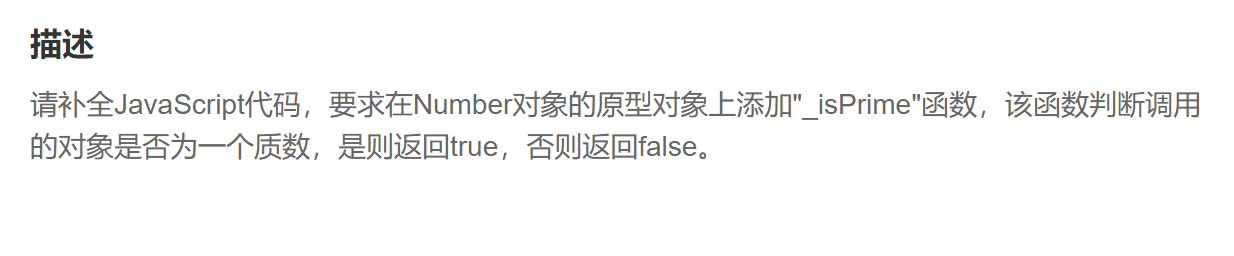 描述
请补全JavaScript代码，要求在Number对象的原型对象上添加"_isPrime"函数，该函数判断调用
的对象是否为一个质数，是则返回true，否则返回false。